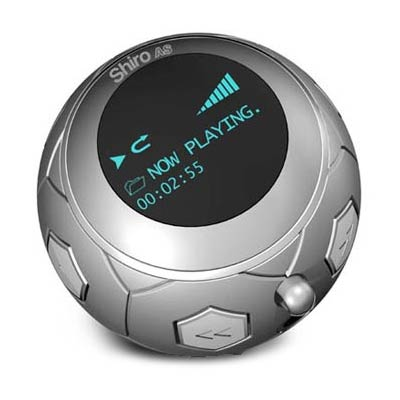 Shiro AS
NOW PLAYING.
00:02:55
<<